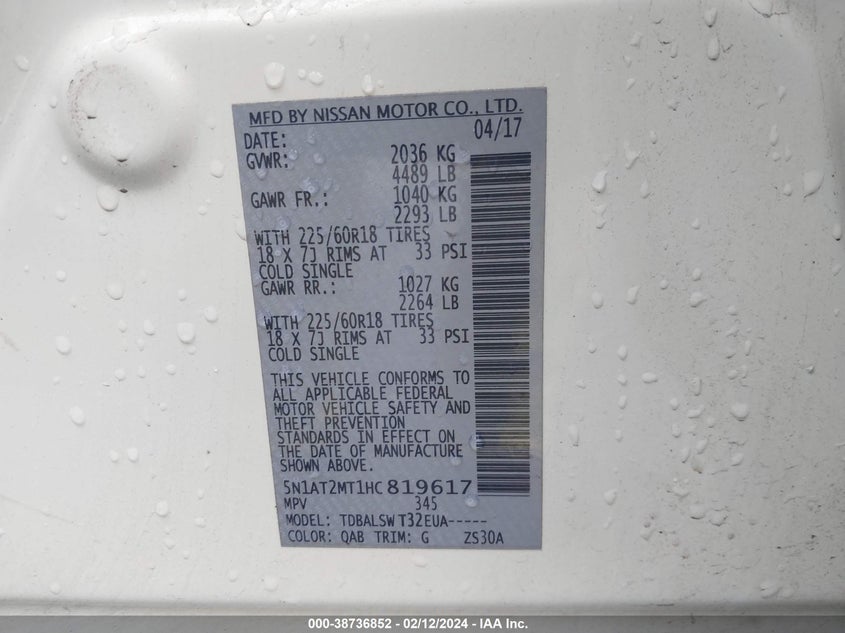 MFD BY NISSAN MOTOR CO., LTD.
DATE: 04/17
GVWR: 2036 KG
4489 LB
GAWR FR.: 1040 KG
2293 LB
WITH 225/60R18 TIRES
18 X 7J RIMS AT 33 PSI
COLD SINGLE
GAWR RR.: 1027 KG
2264 LB
WITH 225/60R18 TIRES
18 X 7J RIMS AT 33 PSI
COLD SINGLE
THIS VEHICLE CONFORMS TO
ALL APPLICABLE FEDERAL
MOTOR VEHICLE SAFETY AND
THEFT PREVENTION
STANDARDS IN EFFECT ON
THE DATE OF MANUFACTURE
SHOWN ABOVE.
5N1AT2MT1HC819617
MPV 345
MODEL: TDBALSW T32EUA-----
COLOR: QAB TRIM: G ZS30A
000-38736852 - 02/12/2024 - IAA Inc.